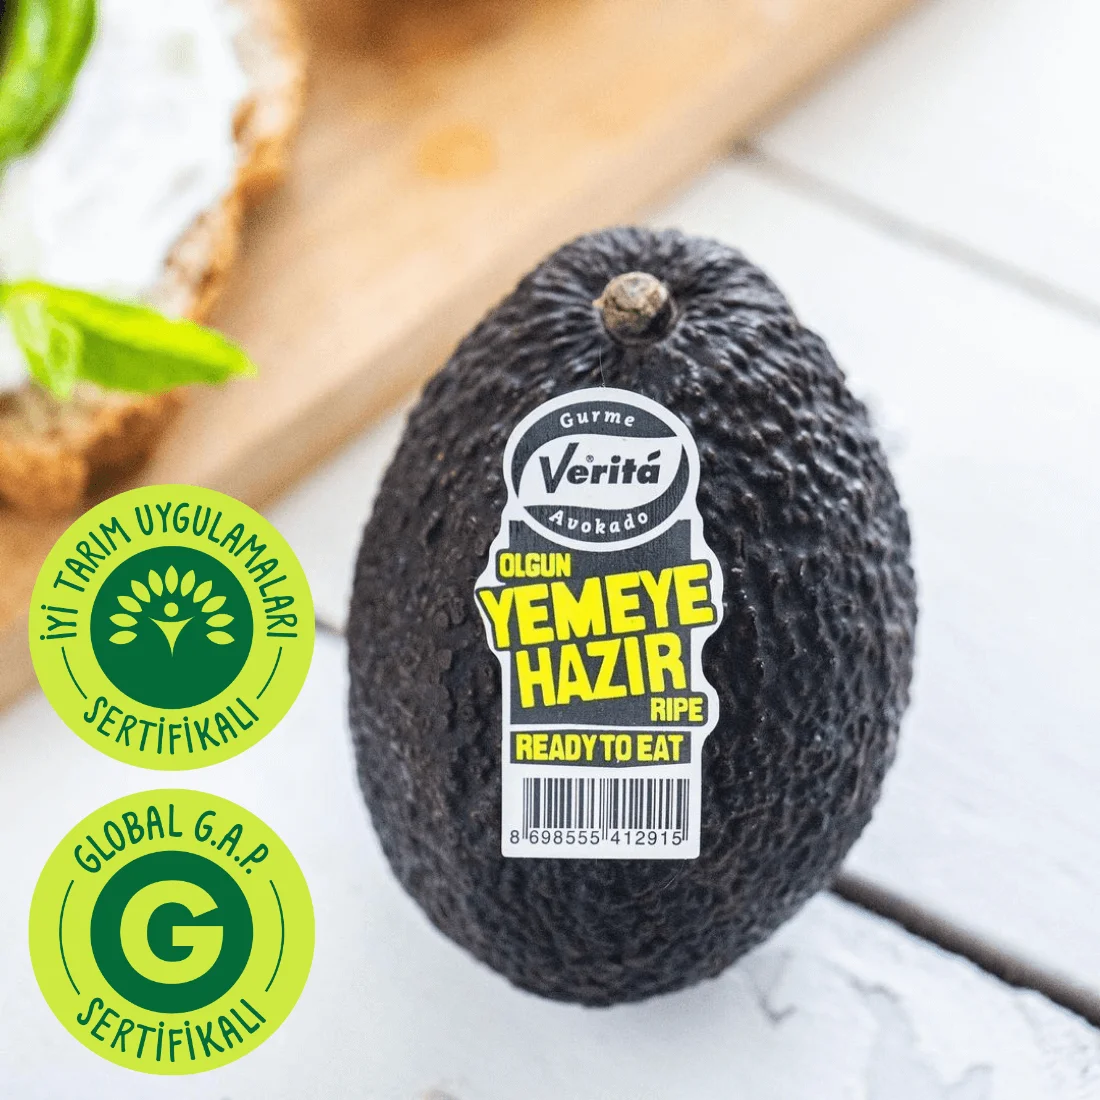 Gurme
Veritá®
Avokado
OLGUN
YEMEYE
HAZIR
RIPE
READY TO EAT
8 698555 412915
İYİ TARIM UYGULAMALARI
SERTİFİKALI
GLOBAL G.A.P.
G
SERTİFİKALI